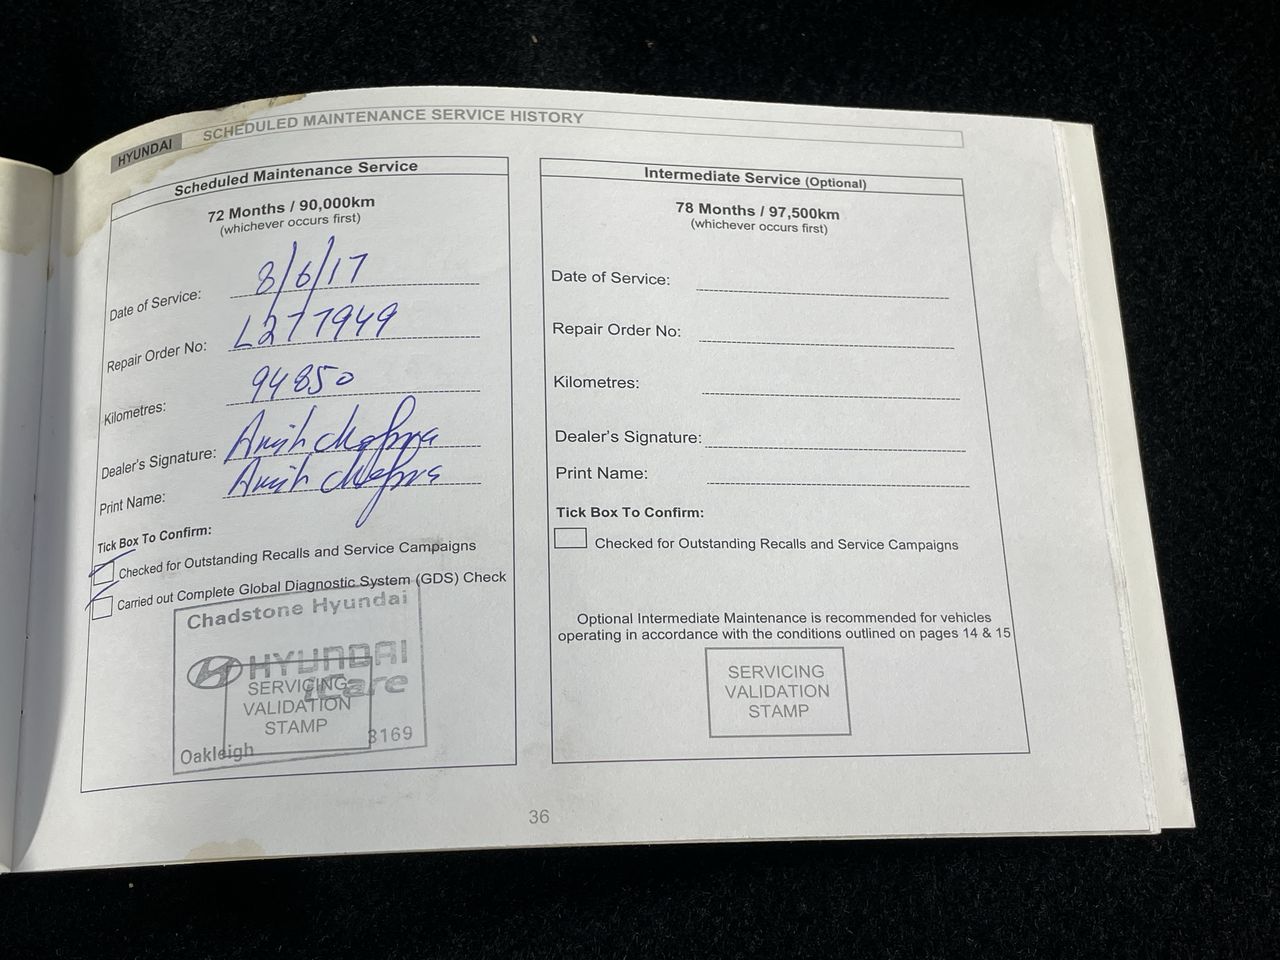 HYUNDAI
SCHEDULED MAINTENANCE SERVICE HISTORY
Scheduled Maintenance Service
72 Months / 90,000km
(whichever occurs first)
Date of Service: 8/6/17
Repair Order No: L277949
Kilometres: 94850
Dealer's Signature:
Print Name:
Tick Box To Confirm:
Checked for Outstanding Recalls and Service Campaigns
Carried out Complete Global Diagnostic System (GDS) Check
Chadstone Hyundai
HYUNDAI
iCare
SERVICING
VALIDATION
STAMP
Oakleigh 3169
Intermediate Service (Optional)
78 Months / 97,500km
(whichever occurs first)
Date of Service:
Repair Order No:
Kilometres:
Dealer's Signature:
Print Name:
Tick Box To Confirm:
Checked for Outstanding Recalls and Service Campaigns
Optional Intermediate Maintenance is recommended for vehicles
operating in accordance with the conditions outlined on pages 14 & 15
SERVICING
VALIDATION
STAMP
36